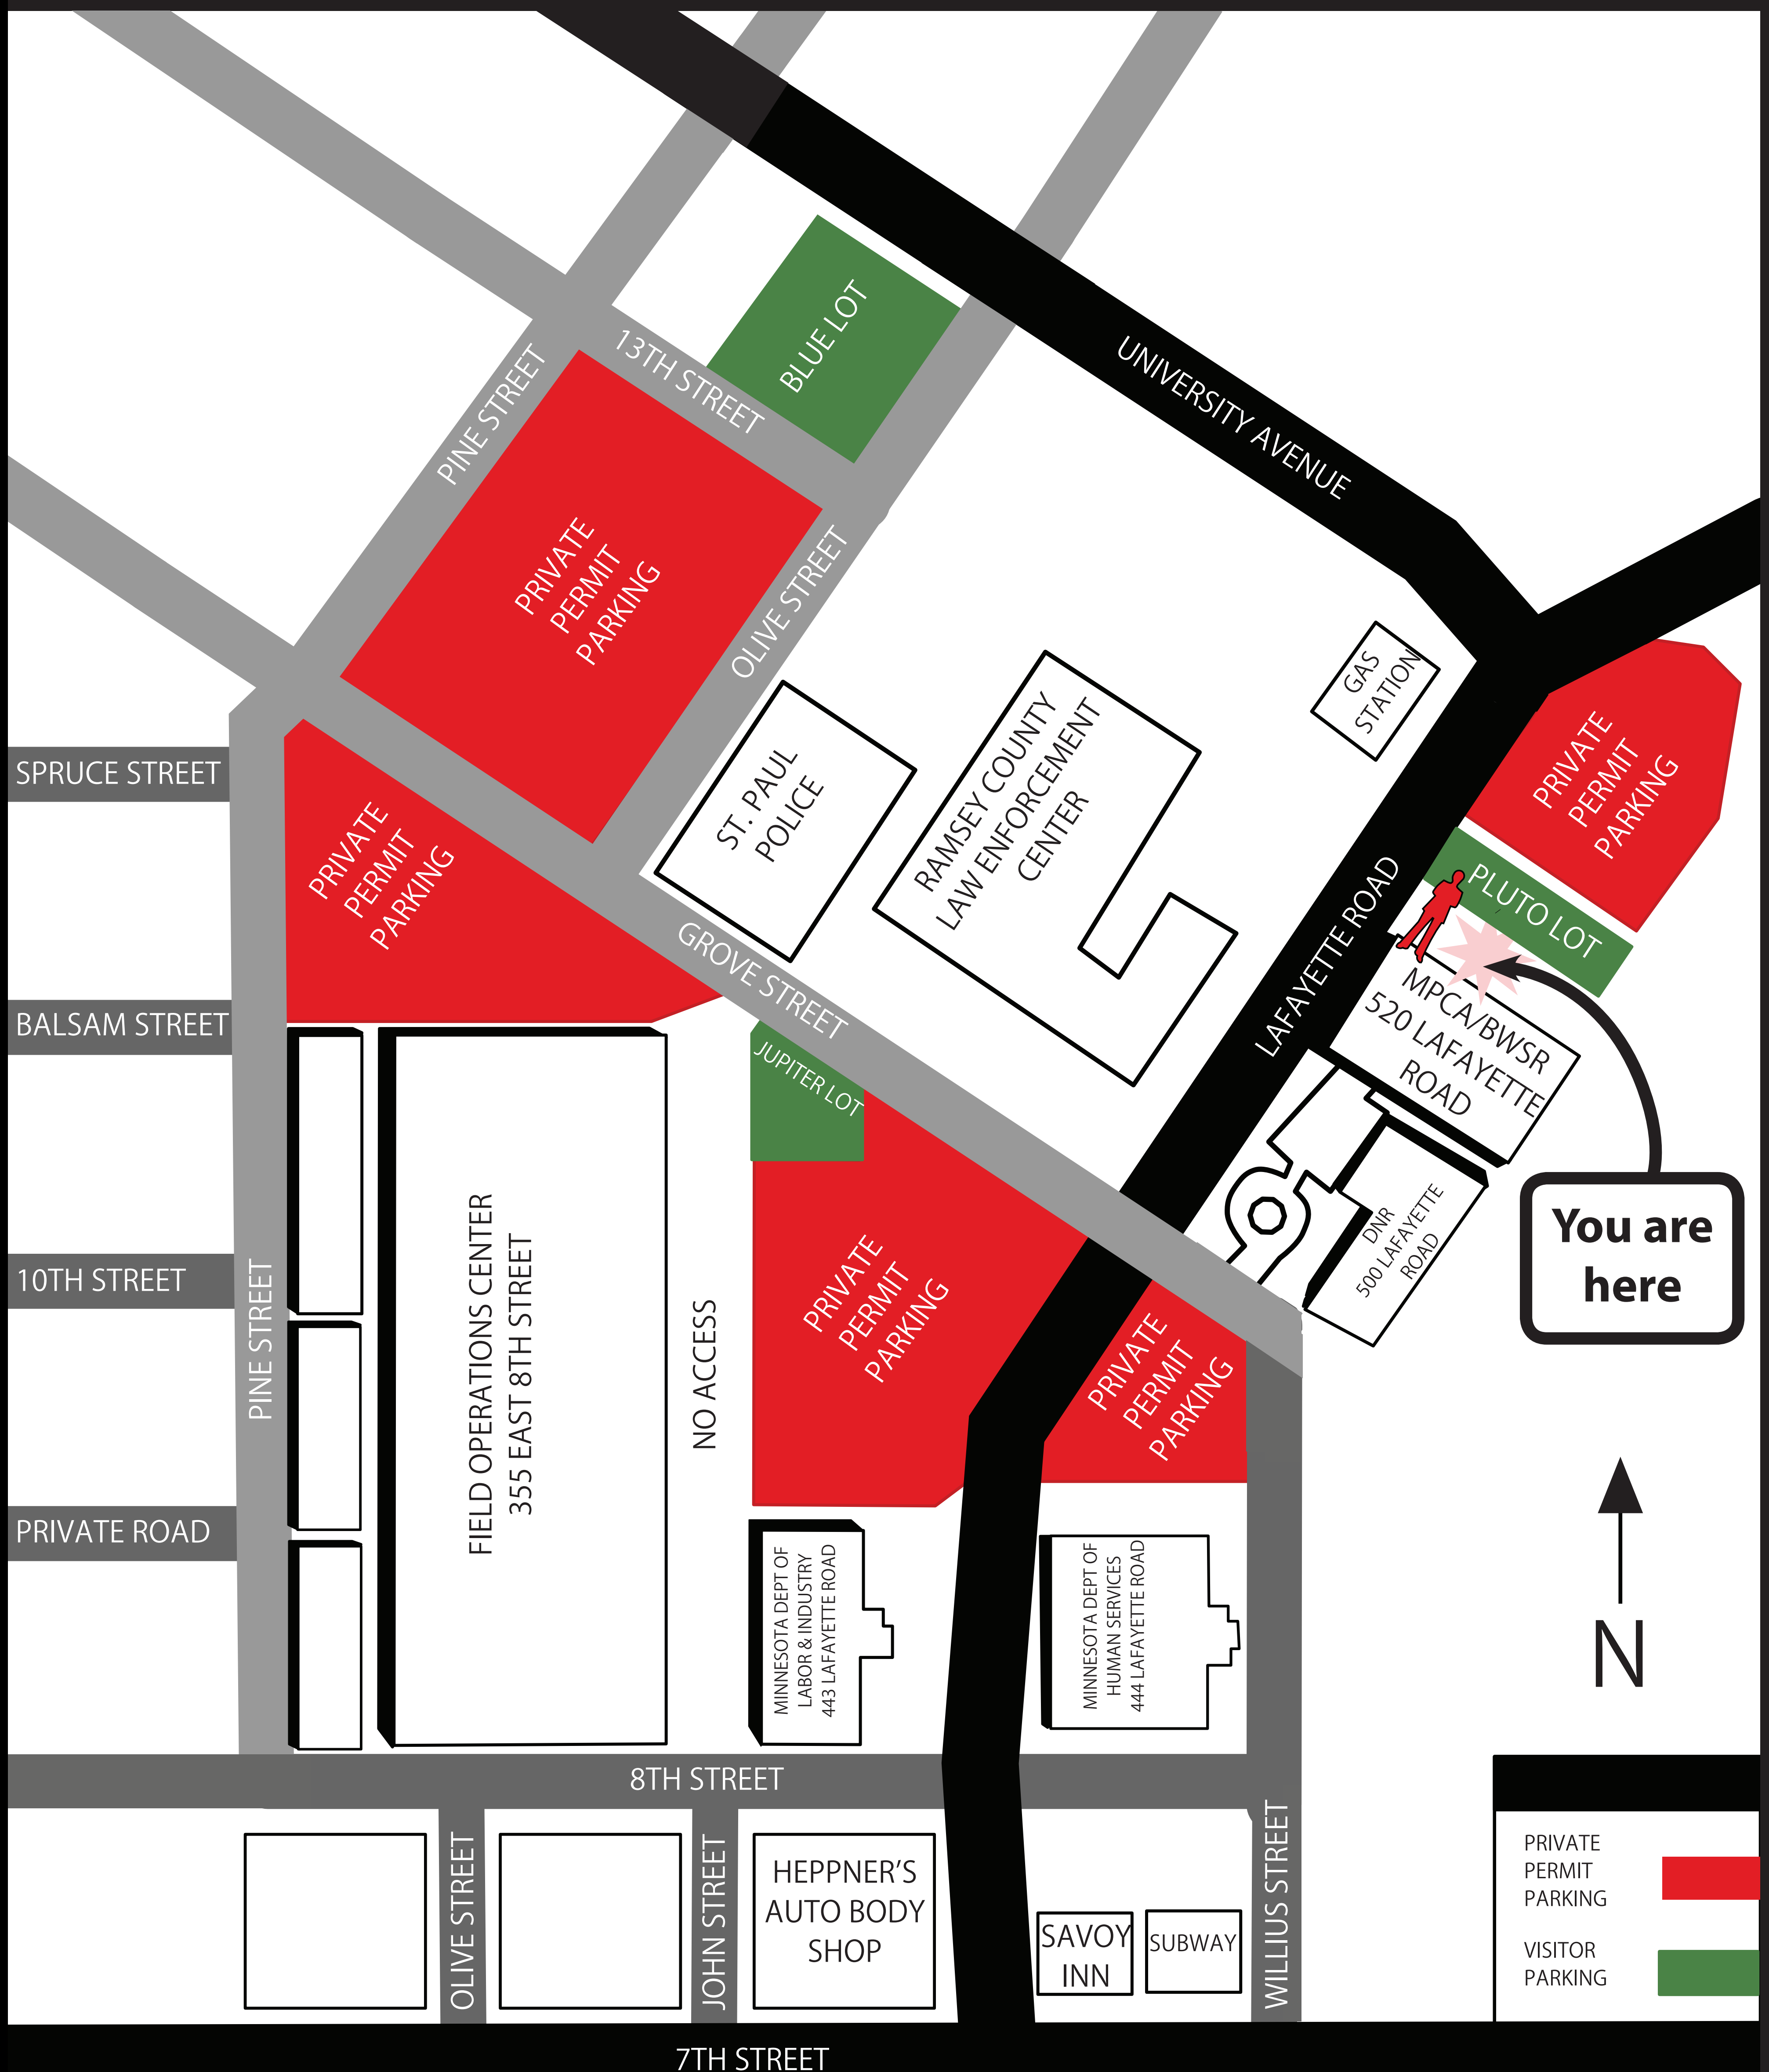 BLUE LOT
13TH STREET
UNIVERSITY AVENUE
PINE STREET
PRIVATE
PERMIT
PARKING
OLIVE STREET
GAS
STATION
ST. PAUL
POLICE
RAMSEY COUNTY
LAW ENFORCEMENT
CENTER
PRIVATE
PERMIT
PARKING
SPRUCE STREET
PRIVATE
PERMIT
PARKING
PLUTO LOT
LAFAYETTE ROAD
GROVE STREET
MPCA/BWSR
520 LAFAYETTE
ROAD
BALSAM STREET
JUPITER LOT
DNR
500 LAFAYETTE
ROAD
You are
here
10TH STREET
PINE STREET
FIELD OPERATIONS CENTER
355 EAST 8TH STREET
NO ACCESS
PRIVATE
PERMIT
PARKING
PRIVATE
PERMIT
PARKING
PRIVATE ROAD
MINNESOTA DEPT OF
LABOR & INDUSTRY
443 LAFAYETTE ROAD
MINNESOTA DEPT OF
HUMAN SERVICES
444 LAFAYETTE ROAD
N
8TH STREET
OLIVE STREET
JOHN STREET
HEPPNER'S
AUTO BODY
SHOP
SAVOY
INN
SUBWAY
WILLIUS STREET
PRIVATE
PERMIT
PARKING
VISITOR
PARKING
7TH STREET